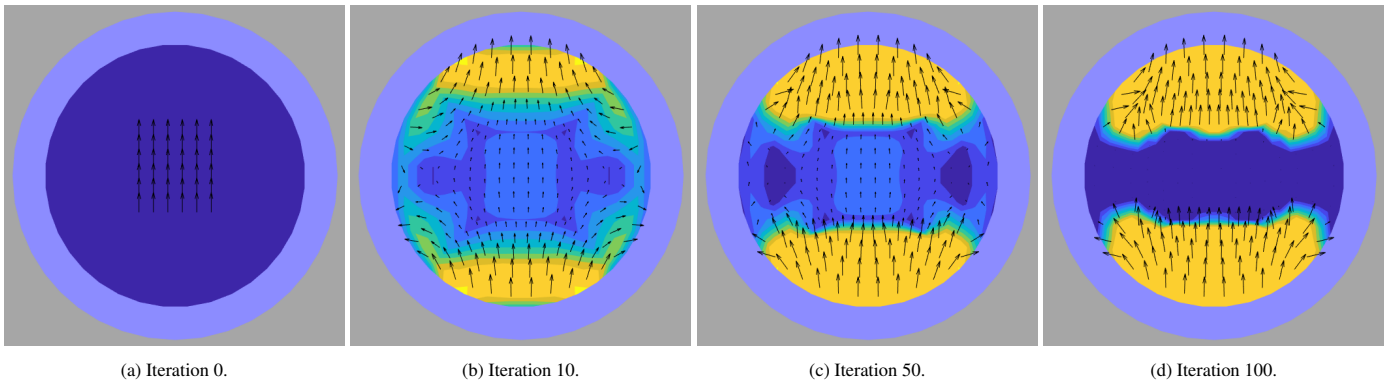 (a) Iteration 0.
(b) Iteration 10.
(c) Iteration 50.
(d) Iteration 100.